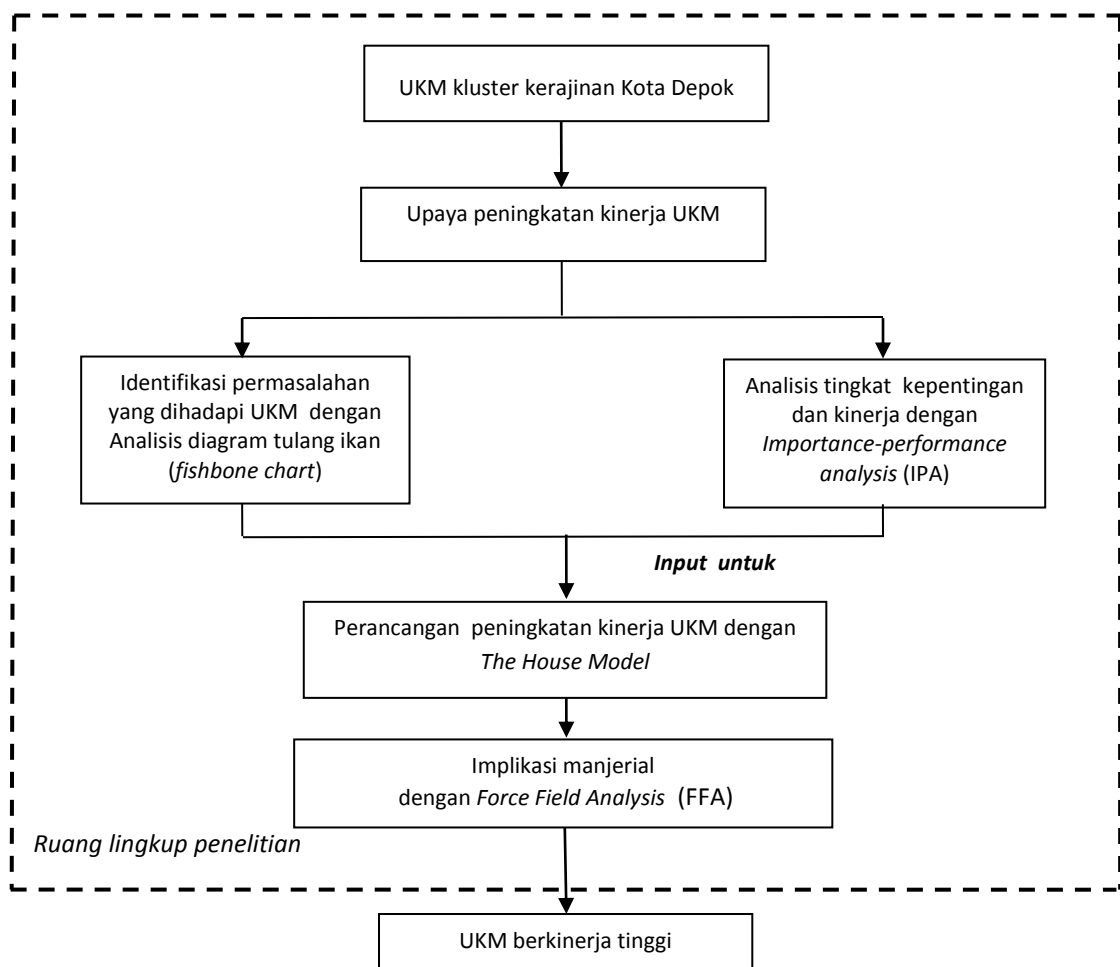 UKM kluster kerajinan Kota Depok
Upaya peningkatan kinerja UKM
Identifikasi permasalahan
yang dihadapi UKM dengan
Analisis diagram tulang ikan
(fishbone chart)
Analisis tingkat kepentingan
dan kinerja dengan
Importance-performance
analysis (IPA)
Input untuk
Perancangan peningkatan kinerja UKM dengan
The House Model
Implikasi manjerial
dengan Force Field Analysis (FFA)
Ruang lingkup penelitian
UKM berkinerja tinggi